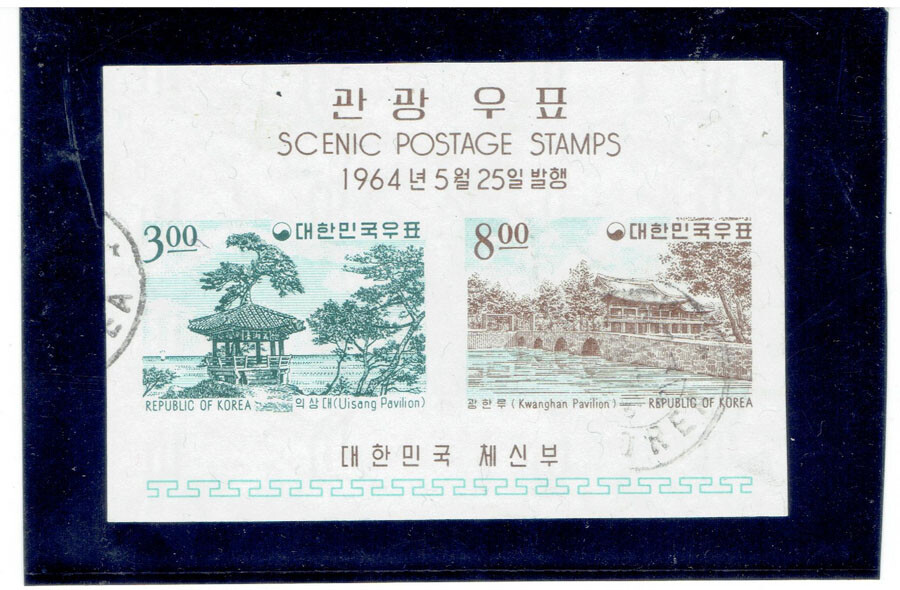 관광 우표
SCENIC POSTAGE STAMPS
1964년 5월 25일 발행
3.00 대한민국우표
REPUBLIC OF KOREA 의상대(Uisang Pavilion)
8.00 대한민국우표
광한루 (Kwanghan Pavilion) REPUBLIC OF KOREA
대한민국 체신부